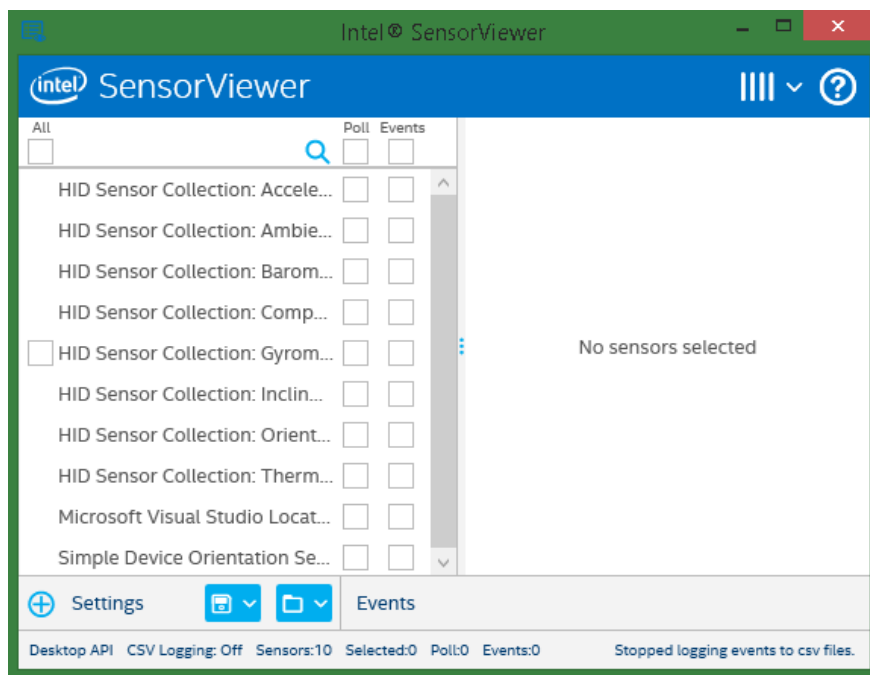 Intel® SensorViewer
intel SensorViewer
All Poll Events
HID Sensor Collection: Accele...
HID Sensor Collection: Ambie...
HID Sensor Collection: Barom...
HID Sensor Collection: Comp...
HID Sensor Collection: Gyrom...
HID Sensor Collection: Inclin...
HID Sensor Collection: Orient...
HID Sensor Collection: Therm...
Microsoft Visual Studio Locat...
Simple Device Orientation Se...
No sensors selected
Settings Events
Desktop API CSV Logging: Off Sensors:10 Selected:0 Poll:0 Events:0 Stopped logging events to csv files.